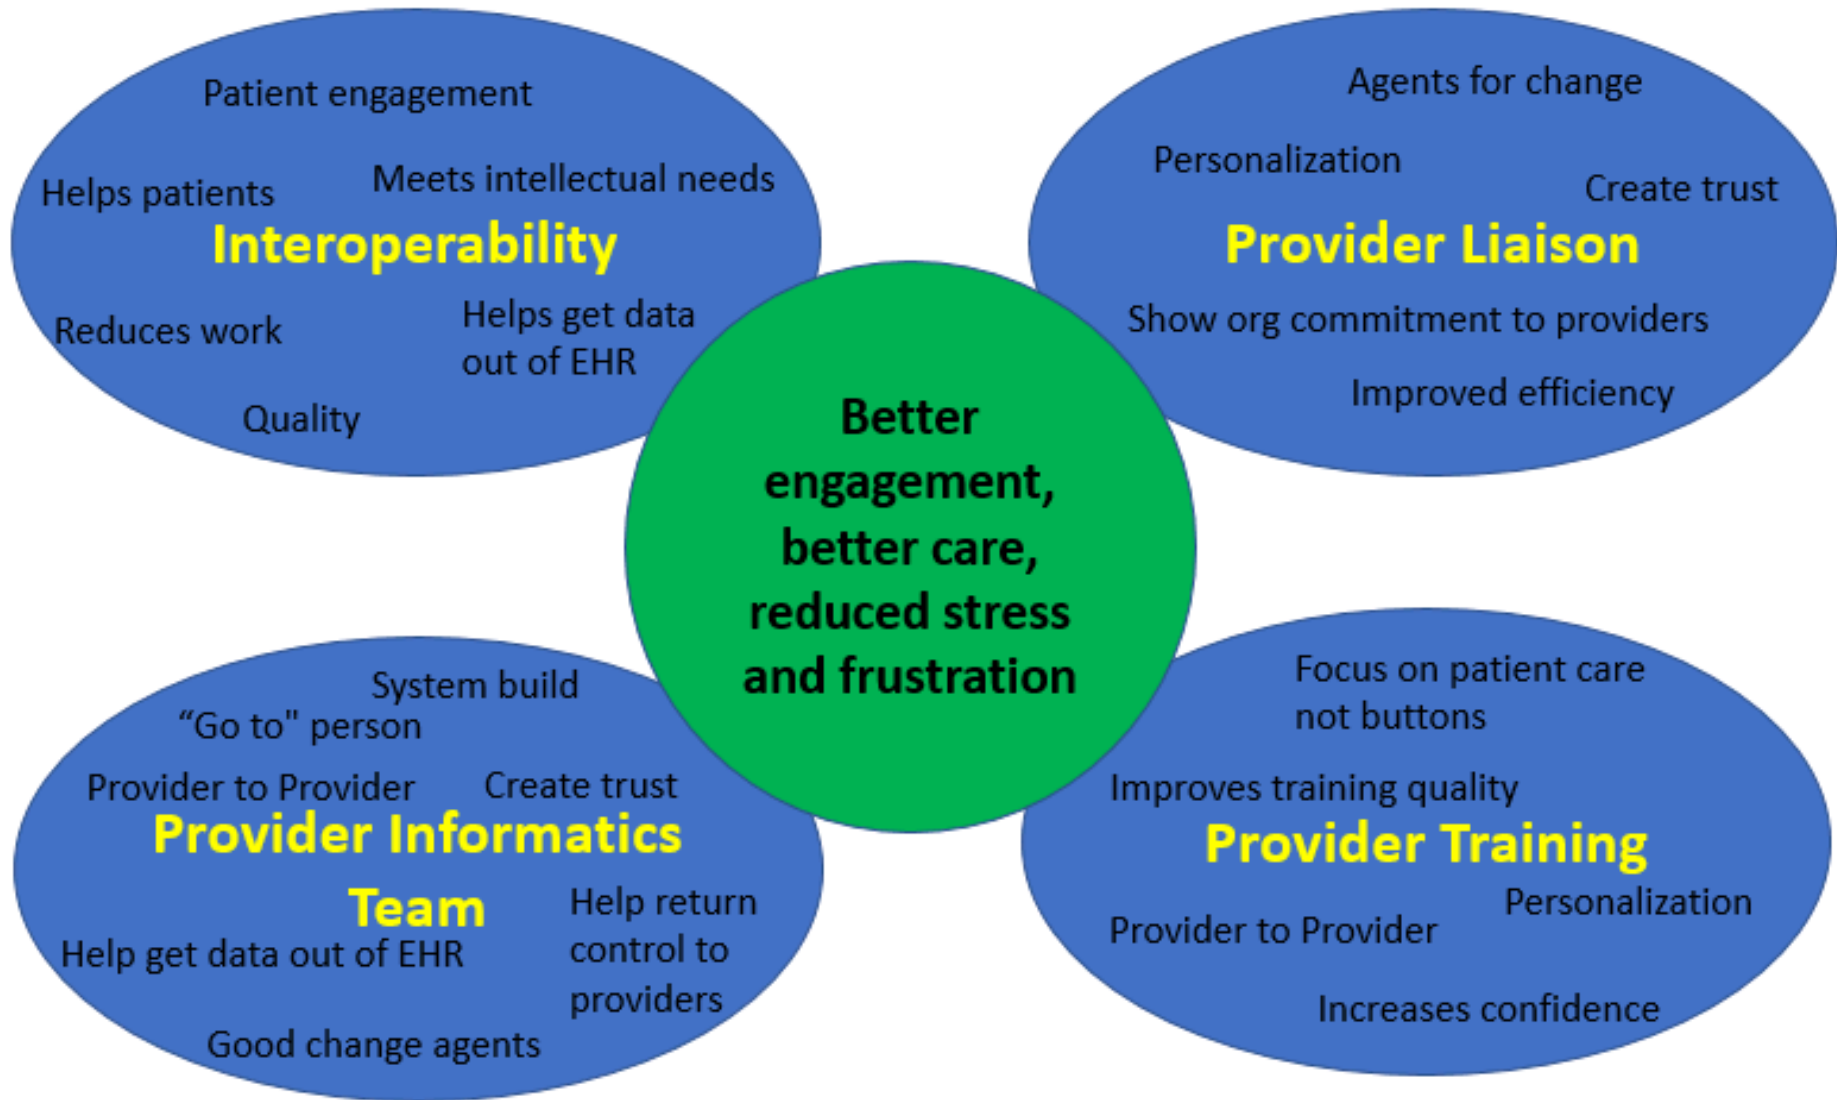 Patient engagement
Helps patients
Meets intellectual needs
Interoperability
Reduces work
Helps get data
out of EHR
Quality
Agents for change
Personalization
Create trust
Provider Liaison
Show org commitment to providers
Improved efficiency
Better
engagement,
better care,
reduced stress
and frustration
System build
“Go to" person
Provider to Provider
Create trust
Provider Informatics
Team
Help return
control to
providers
Help get data out of EHR
Good change agents
Focus on patient care
not buttons
Improves training quality
Provider Training
Personalization
Provider to Provider
Increases confidence